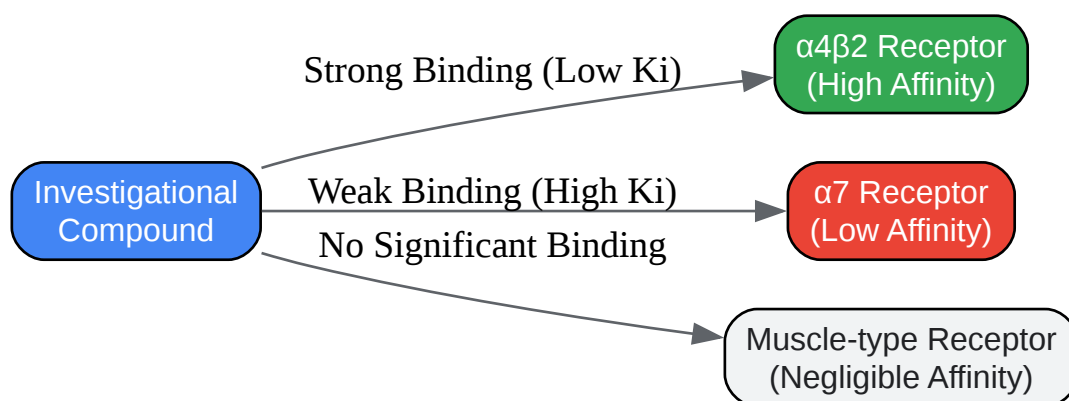 α4β2 Receptor
(High Affinity)
Strong Binding (Low Ki)
Investigational
Compound
Weak Binding (High Ki)
α7 Receptor
(Low Affinity)
No Significant Binding
Muscle-type Receptor
(Negligible Affinity)